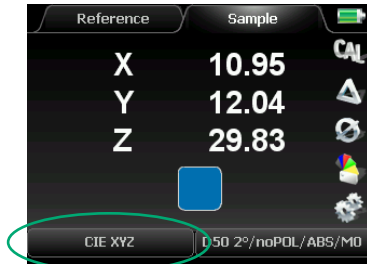 Reference Sample
CAL
X 10.95
Y 12.04
Z 29.83
CIE XYZ D50 2°/noPOL/ABS/M0